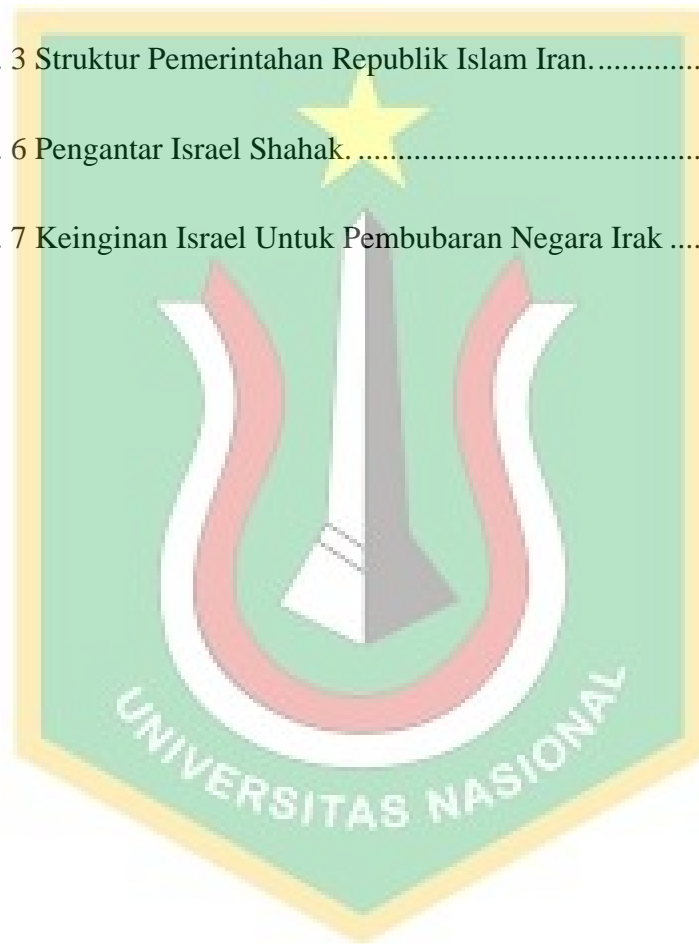 . 3 Struktur Pemerintahan Republik Islam Iran..............
. 6 Pengantar Israel Shahak. ........................................
. 7 Keinginan Israel Untuk Pembubaran Negara Irak ....
UNIVERSITAS NASIONAL